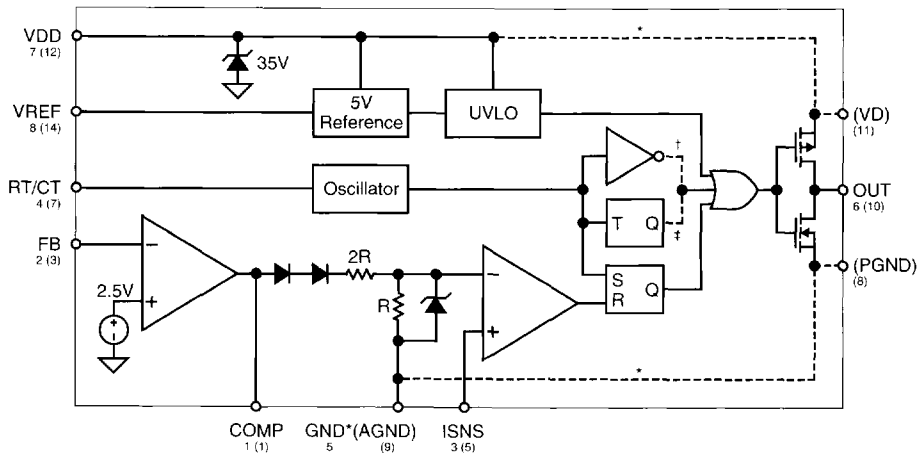 VDD
7 (12)
*
35V
VREF
8 (14)
5V
Reference
UVLO
(VD)
(11)
†
RT/CT
4 (7)
Oscillator
OUT
6 (10)
T Q
‡
FB
2 (3)
−
2R
2.5V
+
R
−
+
S
R Q
(PGND)
(8)
*
COMP
1 (1)
GND*(AGND)
5 (9)
ISNS
3 (5)